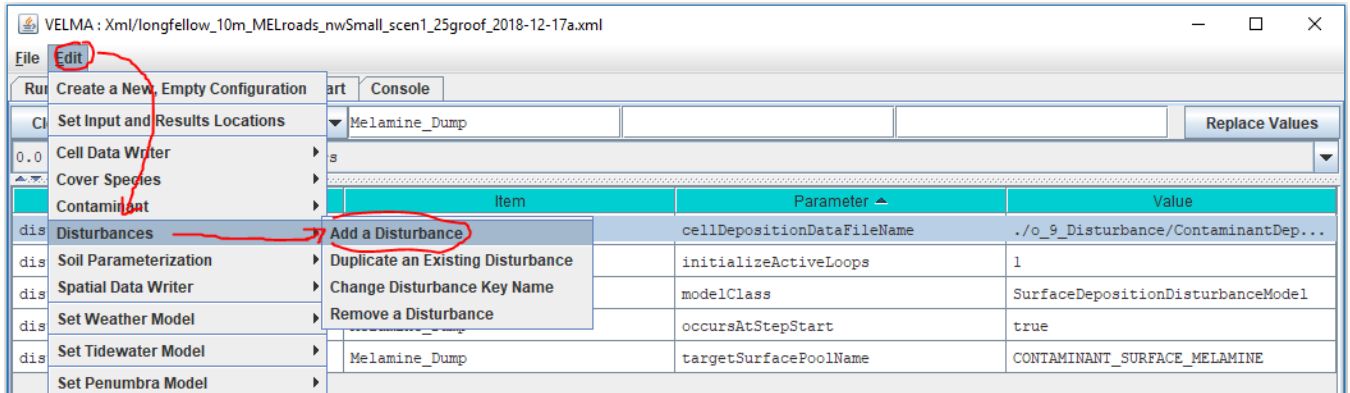 VELMA : Xml/longfellow_10m_MELroads_nwSmall_scen1_25groof_2018-12-17a.xml
File Edit
Create a New, Empty Configuration
Console
Set Input and Results Locations
Melamine_Dump
Replace Values
0.0
Cell Data Writer
Cover Species
Contaminant
Item Parameter Value
Disturbances
Add a Disturbance
cellDepositionDataFileName ./o_9_Disturbance/ContaminantDep...
Soil Parameterization
Duplicate an Existing Disturbance
initializeActiveLoops 1
Spatial Data Writer
Change Disturbance Key Name
modelClass SurfaceDepositionDisturbanceModel
Remove a Disturbance
Set Weather Model
occursAtStepStart true
Set Tidewater Model
Melamine_Dump targetSurfacePoolName CONTAMINANT_SURFACE_MELAMINE
Set Penumbra Model